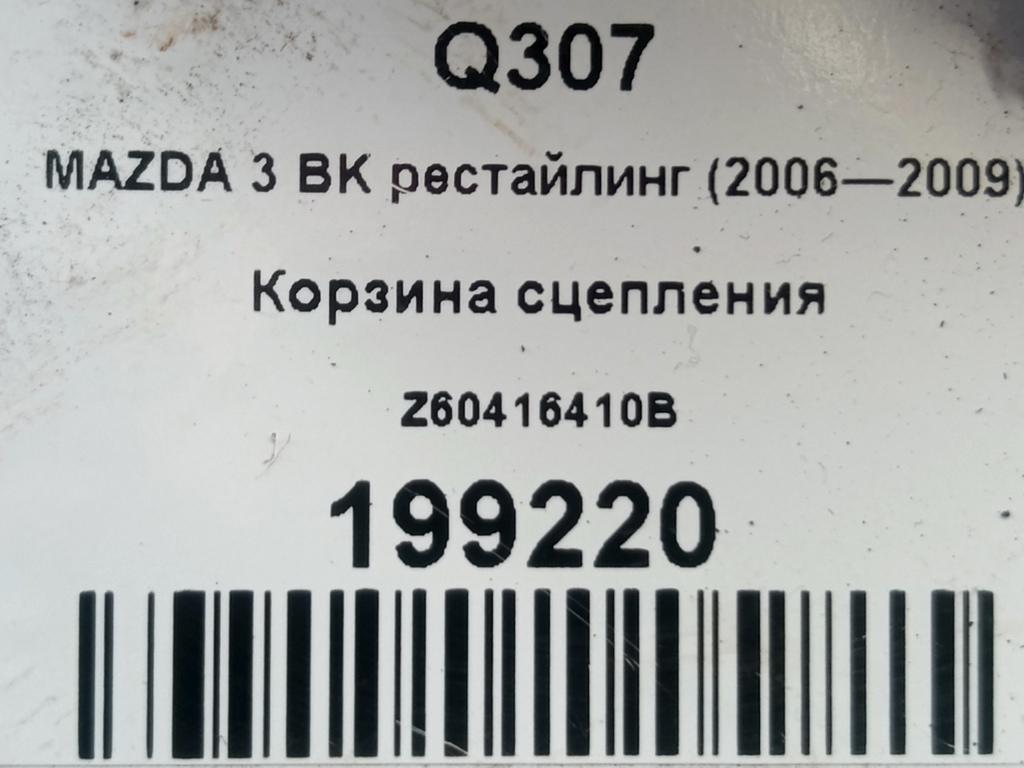 Q307
MAZDA 3 BK рестайлинг (2006—2009)
Корзина сцепления
Z60416410B
199220